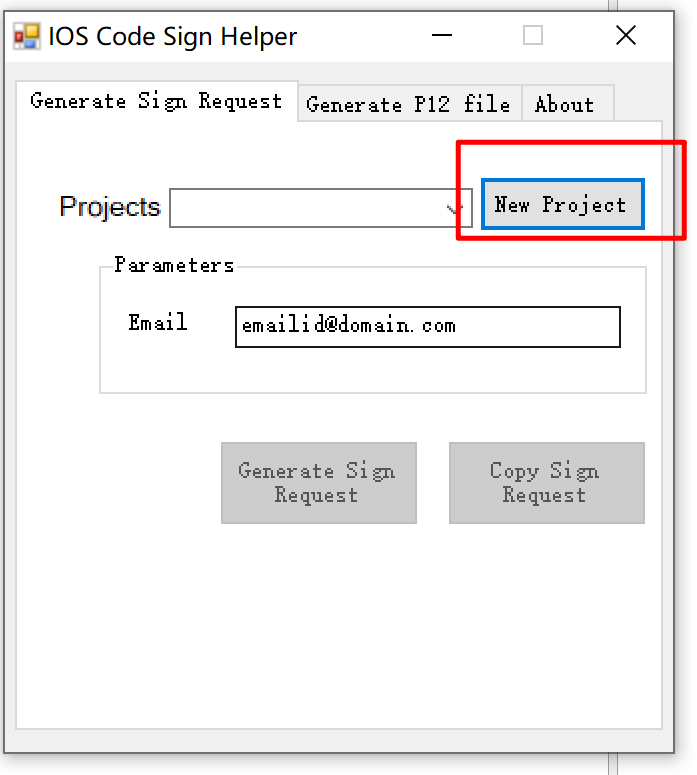 IOS Code Sign Helper
Generate Sign Request
Generate P12 file
About
Projects
New Project
Parameters
Email
emailid@domain.com
Generate Sign
Request
Copy Sign
Request